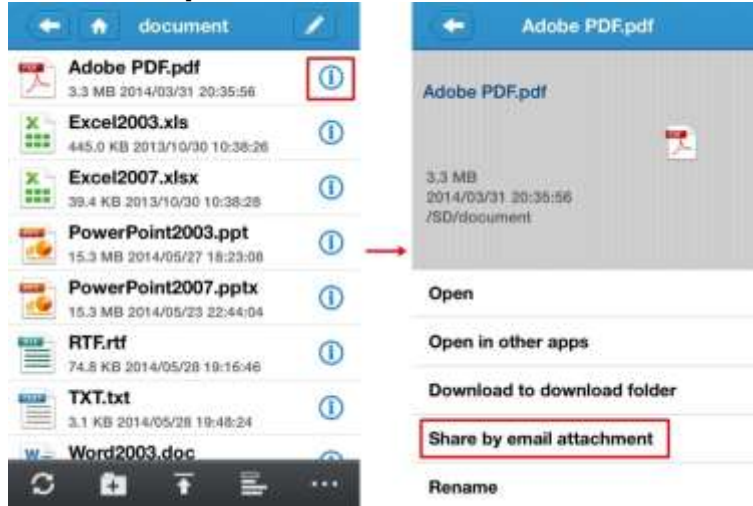 document
Adobe PDF.pdf
3.3 MB 2014/03/31 20:35:56
Excel2003.xls
445.0 KB 2013/10/30 10:38:26
Excel2007.xlsx
39.4 KB 2013/10/30 10:38:28
PowerPoint2003.ppt
15.3 MB 2014/05/27 18:23:08
PowerPoint2007.pptx
15.3 MB 2014/05/23 22:44:04
RTF.rtf
74.8 KB 2014/05/28 19:16:46
TXT.txt
3.1 KB 2014/05/28 19:48:24
Word2003.doc
Adobe PDF.pdf
Adobe PDF.pdf
3.3 MB
2014/03/31 20:35:56
/SD/document
Open
Open in other apps
Download to download folder
Share by email attachment
Rename